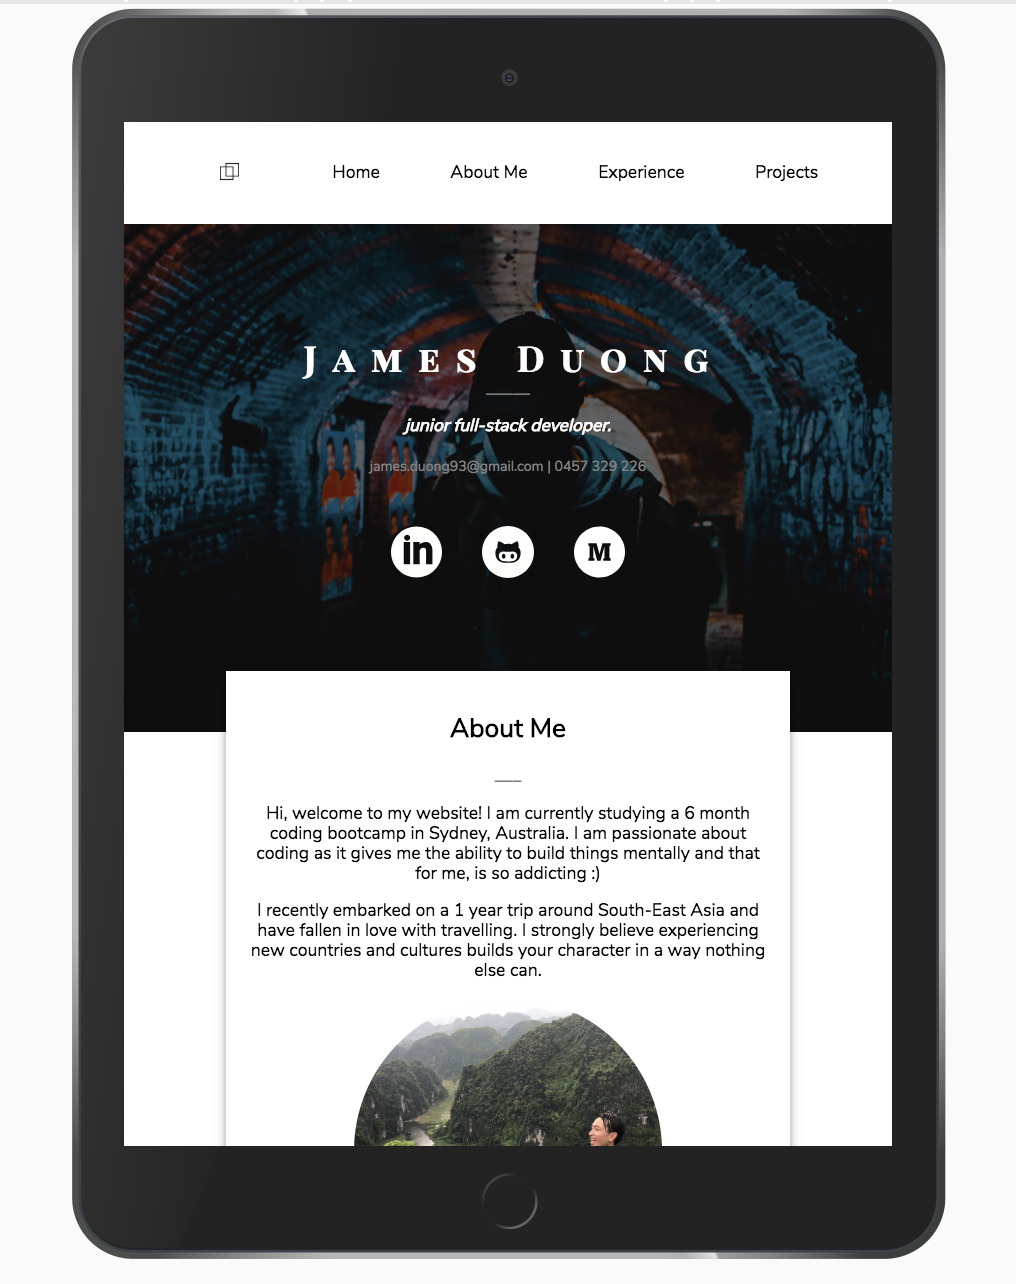 Home About Me Experience Projects
JAMES DUONG
junior full-stack developer.
james.duong93@gmail.com | 0457 329 226
in M
About Me
Hi, welcome to my website! I am currently studying a 6 month
coding bootcamp in Sydney, Australia. I am passionate about
coding as it gives me the ability to build things mentally and that
for me, is so addicting :)
I recently embarked on a 1 year trip around South-East Asia and
have fallen in love with travelling. I strongly believe experiencing
new countries and cultures builds your character in a way nothing
else can.